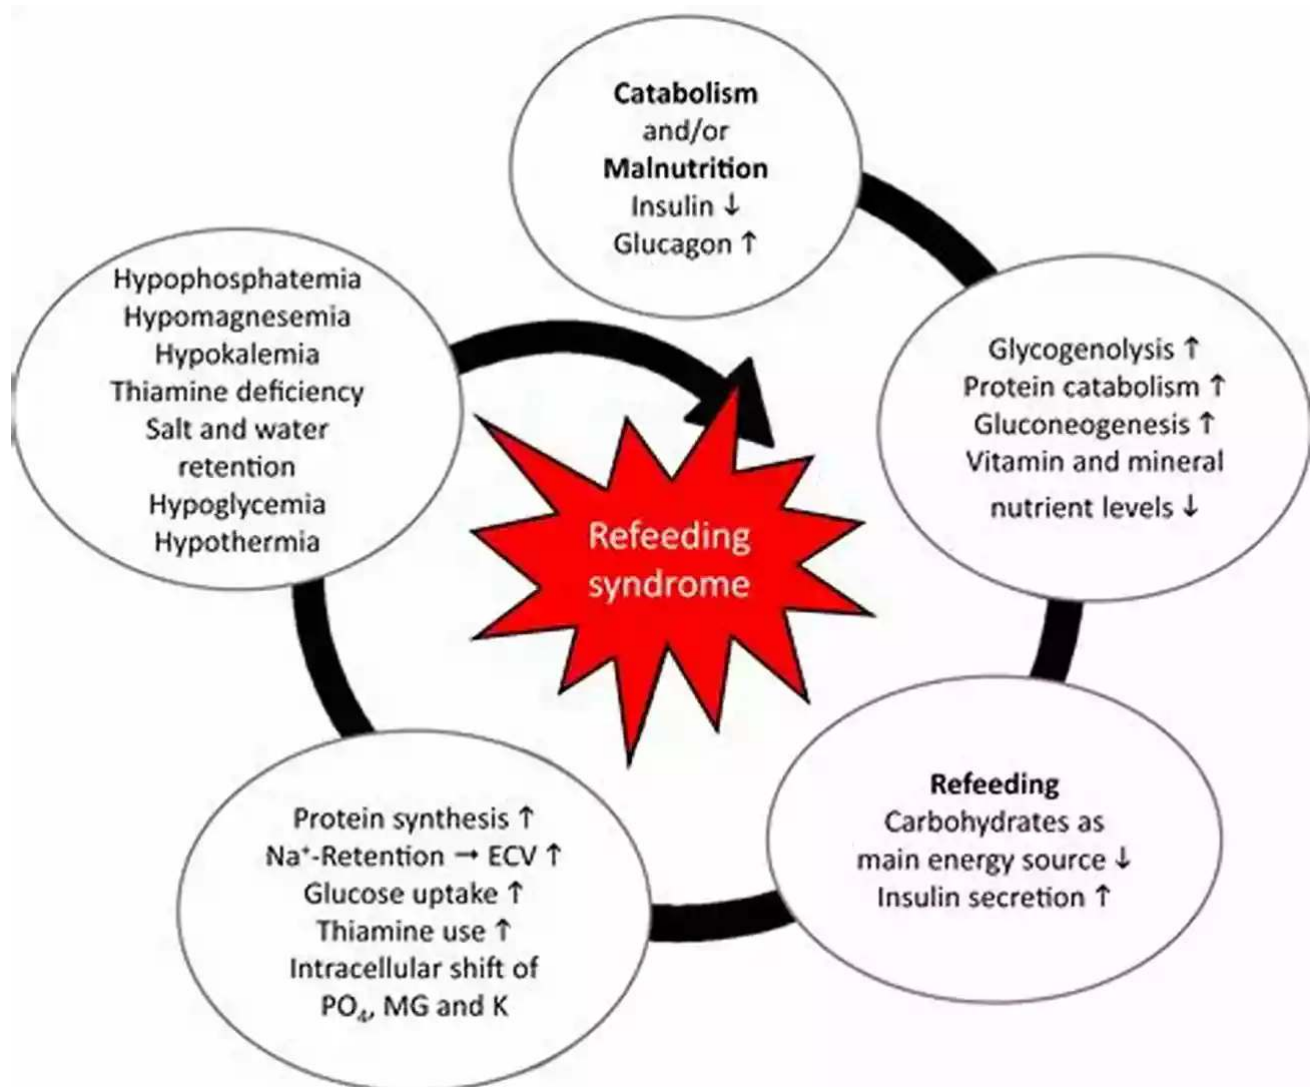 Catabolism
and/or
Malnutrition
Insulin ↓
Glucagon ↑
Glycogenolysis ↑
Protein catabolism ↑
Gluconeogenesis ↑
Vitamin and mineral
nutrient levels ↓
Refeeding
Carbohydrates as
main energy source ↓
Insulin secretion ↑
Protein synthesis ↑
Na⁺-Retention → ECV ↑
Glucose uptake ↑
Thiamine use ↑
Intracellular shift of
PO₄, MG and K
Hypophosphatemia
Hypomagnesemia
Hypokalemia
Thiamine deficiency
Salt and water
retention
Hypoglycemia
Hypothermia
Refeeding
syndrome